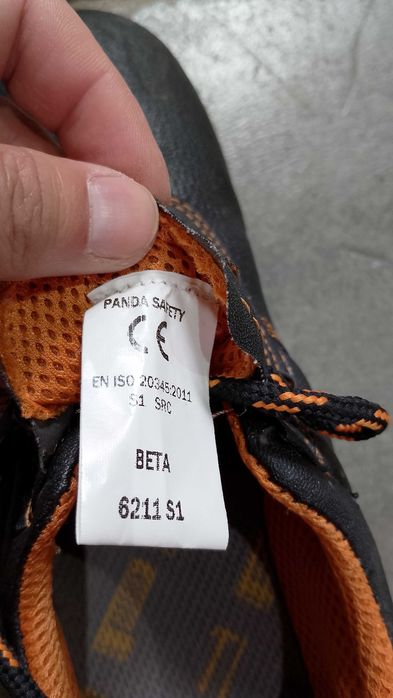 PANDA SAFETY
CE
EN ISO 20345:2011
S1 SRC
BETA
6211 S1